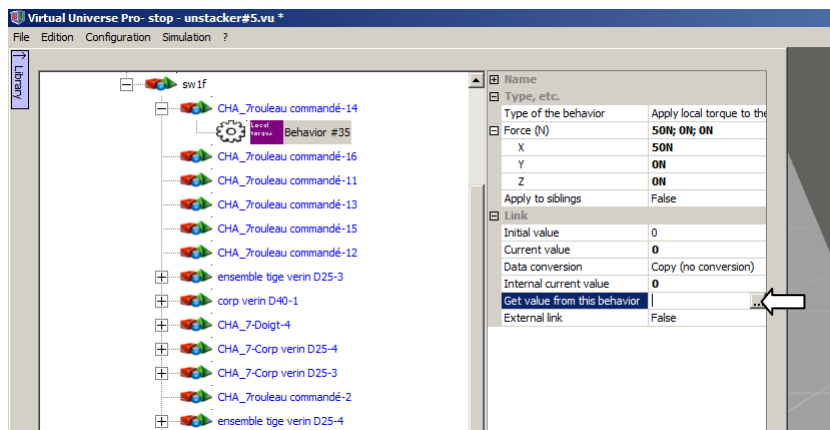 Virtual Universe Pro- stop - unstacker#5.vu *
File Edition Configuration Simulation ?
Library
sw1f
CHA_7rouleau commandé-14
Local torque Behavior #35
CHA_7rouleau commandé-16
CHA_7rouleau commandé-11
CHA_7rouleau commandé-13
CHA_7rouleau commandé-15
CHA_7rouleau commandé-12
ensemble tige verin D25-3
corp verin D40-1
CHA_7-Doigt-4
CHA_7-Corp verin D25-4
CHA_7-Corp verin D25-3
CHA_7rouleau commandé-2
ensemble tige verin D25-4
Name
Type, etc.
Type of the behavior Apply local torque to the
Force (N) 50N; 0N; 0N
X 50N
Y 0N
Z 0N
Apply to siblings False
Link
Initial value 0
Current value 0
Data conversion Copy (no conversion)
Internal current value 0
Get value from this behavior ...
External link False